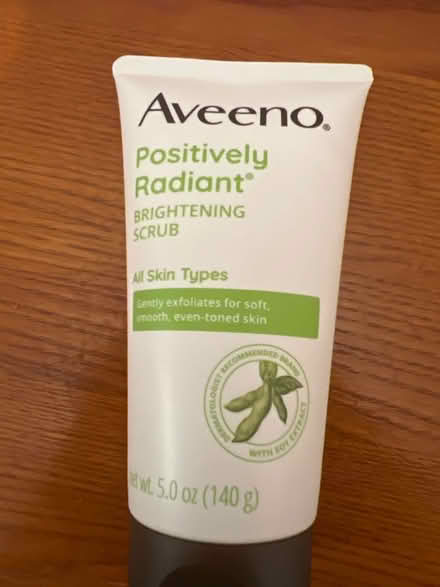 Aveeno®
Positively
Radiant®
BRIGHTENING
SCRUB
All Skin Types
Gently exfoliates for soft,
smooth, even-toned skin
DERMATOLOGIST RECOMMENDED BRAND
WITH SOY EXTRACT
et wt. 5.0 oz (140 g)